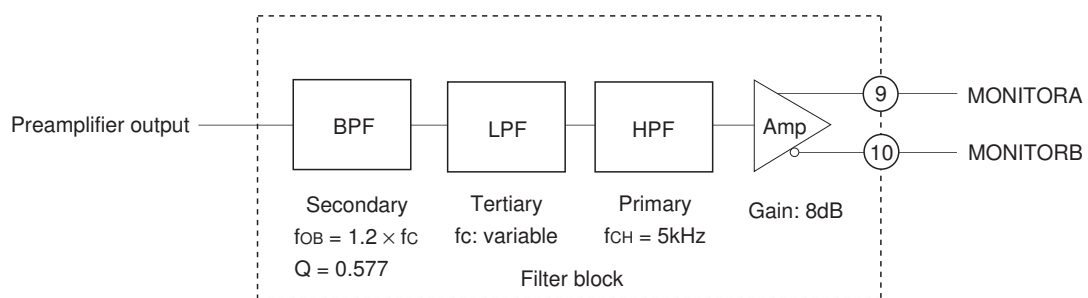 Preamplifier output
BPF
LPF
HPF
Amp
9
MONITORA
10
MONITORB
Secondary
fOB = 1.2 × fC
Q = 0.577
Tertiary
fc: variable
Primary
fCH = 5kHz
Gain: 8dB
Filter block